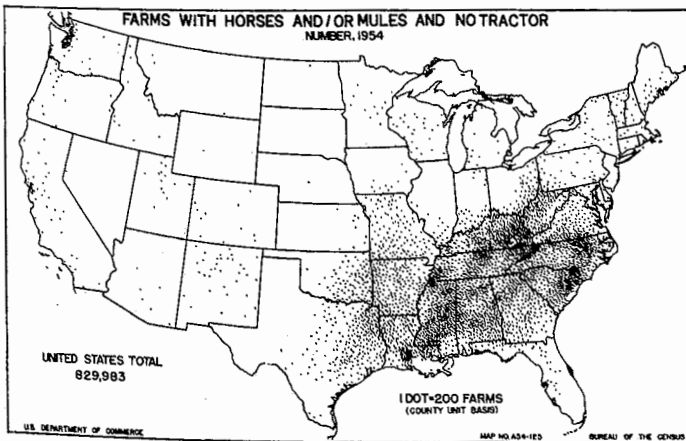 FARMS WITH HORSES AND/OR MULES AND NO TRACTOR
NUMBER, 1954
UNITED STATES TOTAL
829,983
1 DOT=200 FARMS
(COUNTY UNIT BASIS)
U.S. DEPARTMENT OF COMMERCE
MAP NO. A54-125
BUREAU OF THE CENSUS